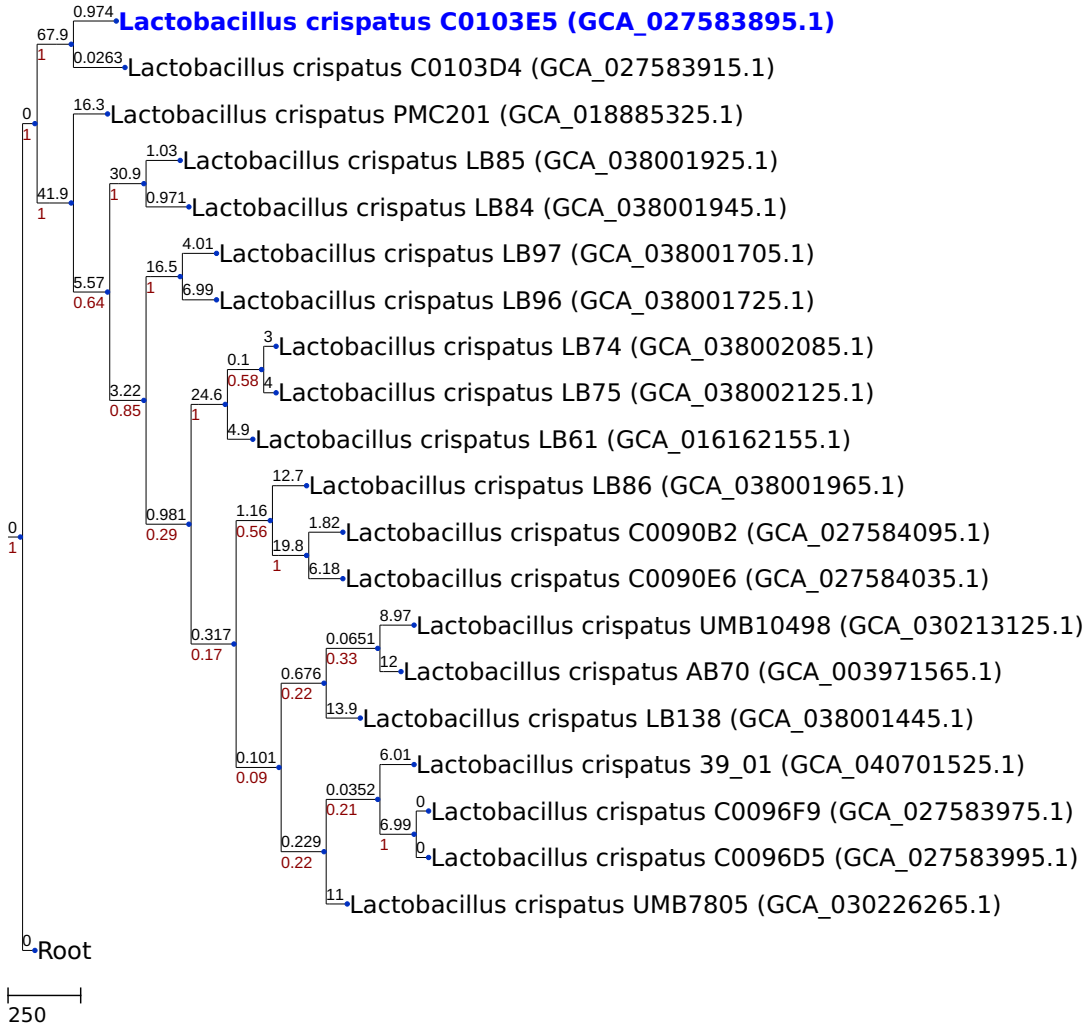 0.974
Lactobacillus crispatus C0103E5 (GCA_027583895.1)
67.9
1
0.0263
Lactobacillus crispatus C0103D4 (GCA_027583915.1)
0
1
16.3
Lactobacillus crispatus PMC201 (GCA_018885325.1)
41.9
1
1.03
Lactobacillus crispatus LB85 (GCA_038001925.1)
30.9
1
0.971
Lactobacillus crispatus LB84 (GCA_038001945.1)
5.57
0.64
4.01
Lactobacillus crispatus LB97 (GCA_038001705.1)
16.5
1
6.99
Lactobacillus crispatus LB96 (GCA_038001725.1)
3.22
0.85
3
Lactobacillus crispatus LB74 (GCA_038002085.1)
0.1
0.58
4
Lactobacillus crispatus LB75 (GCA_038002125.1)
24.6
1
4.9
Lactobacillus crispatus LB61 (GCA_016162155.1)
0.981
0.29
12.7
Lactobacillus crispatus LB86 (GCA_038001965.1)
1.16
0.56
1.82
Lactobacillus crispatus C0090B2 (GCA_027584095.1)
19.8
1
6.18
Lactobacillus crispatus C0090E6 (GCA_027584035.1)
0
1
0.317
0.17
8.97
Lactobacillus crispatus UMB10498 (GCA_030213125.1)
0.0651
0.33
12
Lactobacillus crispatus AB70 (GCA_003971565.1)
0.676
0.22
13.9
Lactobacillus crispatus LB138 (GCA_038001445.1)
0.101
0.09
6.01
Lactobacillus crispatus 39_01 (GCA_040701525.1)
0.0352
0.21
0
Lactobacillus crispatus C0096F9 (GCA_027583975.1)
6.99
1
0
Lactobacillus crispatus C0096D5 (GCA_027583995.1)
0.229
0.22
11
Lactobacillus crispatus UMB7805 (GCA_030226265.1)
0
Root
250